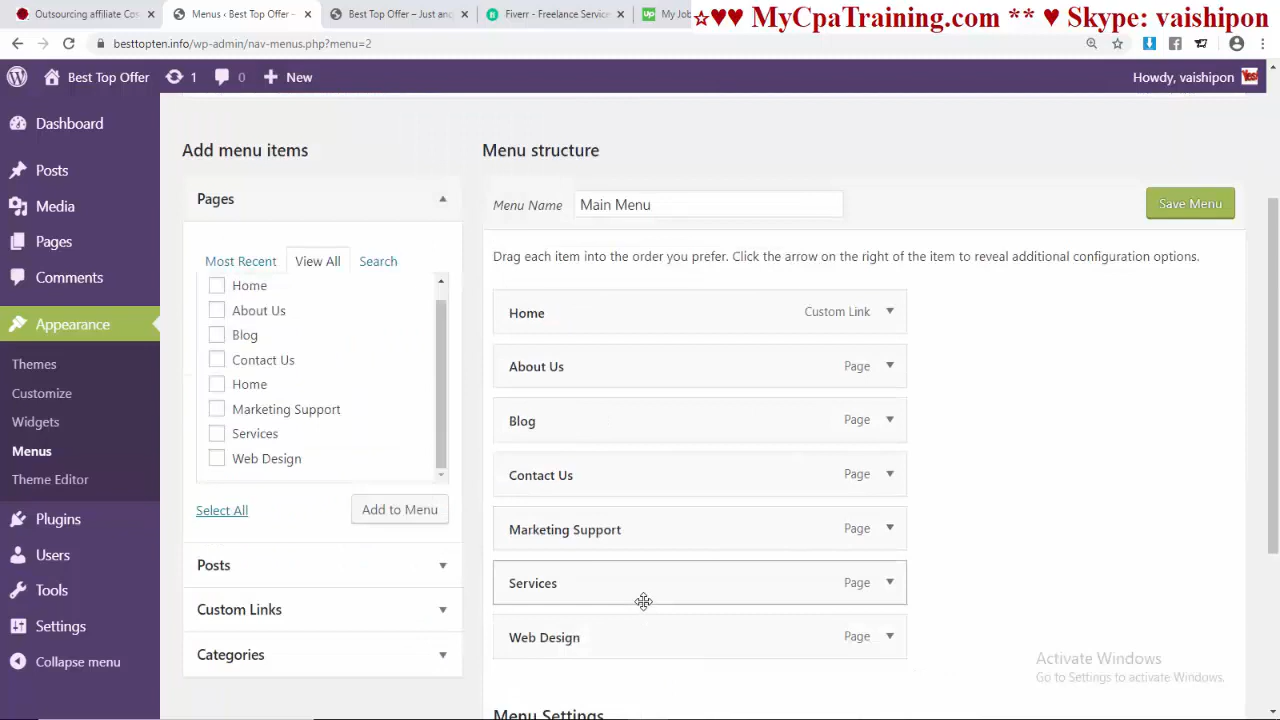 Outsourcing affiliate Cos
Menus ‹ Best Top Offer –
Best Top Offer – Just an
Fiverr - Freelance Service
My Jo
☆♥♥ MyCpaTraining.com ** ♥ Skype: vaishipon
besttopten.info/wp-admin/nav-menus.php?menu=2
Best Top Offer
1
0
New
Howdy, vaishipon
Dashboard
Posts
Media
Pages
Comments
Appearance
Themes
Customize
Widgets
Menus
Theme Editor
Plugins
Users
Tools
Settings
Collapse menu
Add menu items
Pages
Most Recent
View All
Search
Home
About Us
Blog
Contact Us
Home
Marketing Support
Services
Web Design
Select All
Add to Menu
Posts
Custom Links
Categories
Menu structure
Menu Name
Main Menu
Save Menu
Drag each item into the order you prefer. Click the arrow on the right of the item to reveal additional configuration options.
Home Custom Link
About Us Page
Blog Page
Contact Us Page
Marketing Support Page
Services Page
Web Design Page
Menu Settings
Activate Windows
Go to Settings to activate Windows.